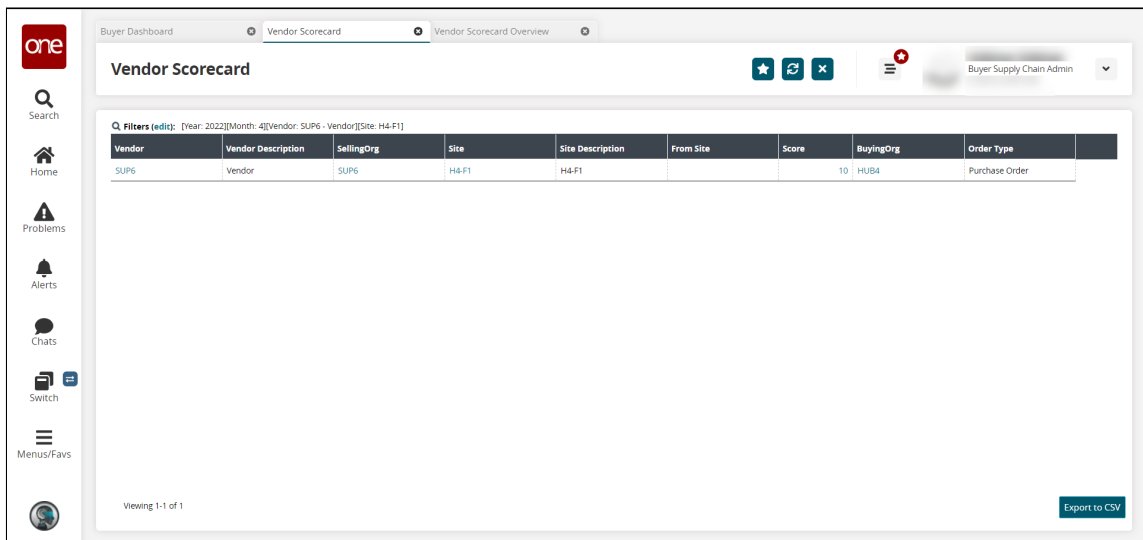 one
Search
Home
Problems
Alerts
Chats
Switch
Menus/Favs
Buyer Dashboard Vendor Scorecard Vendor Scorecard Overview
Vendor Scorecard
Buyer Supply Chain Admin
Filters (edit): [Year: 2022][Month: 4][Vendor: SUP6 - Vendor][Site: H4-F1]
Vendor Vendor Description SellingOrg Site Site Description From Site Score BuyingOrg Order Type
SUP6 Vendor SUP6 H4-F1 H4-F1 10 HUB4 Purchase Order
Viewing 1-1 of 1
Export to CSV